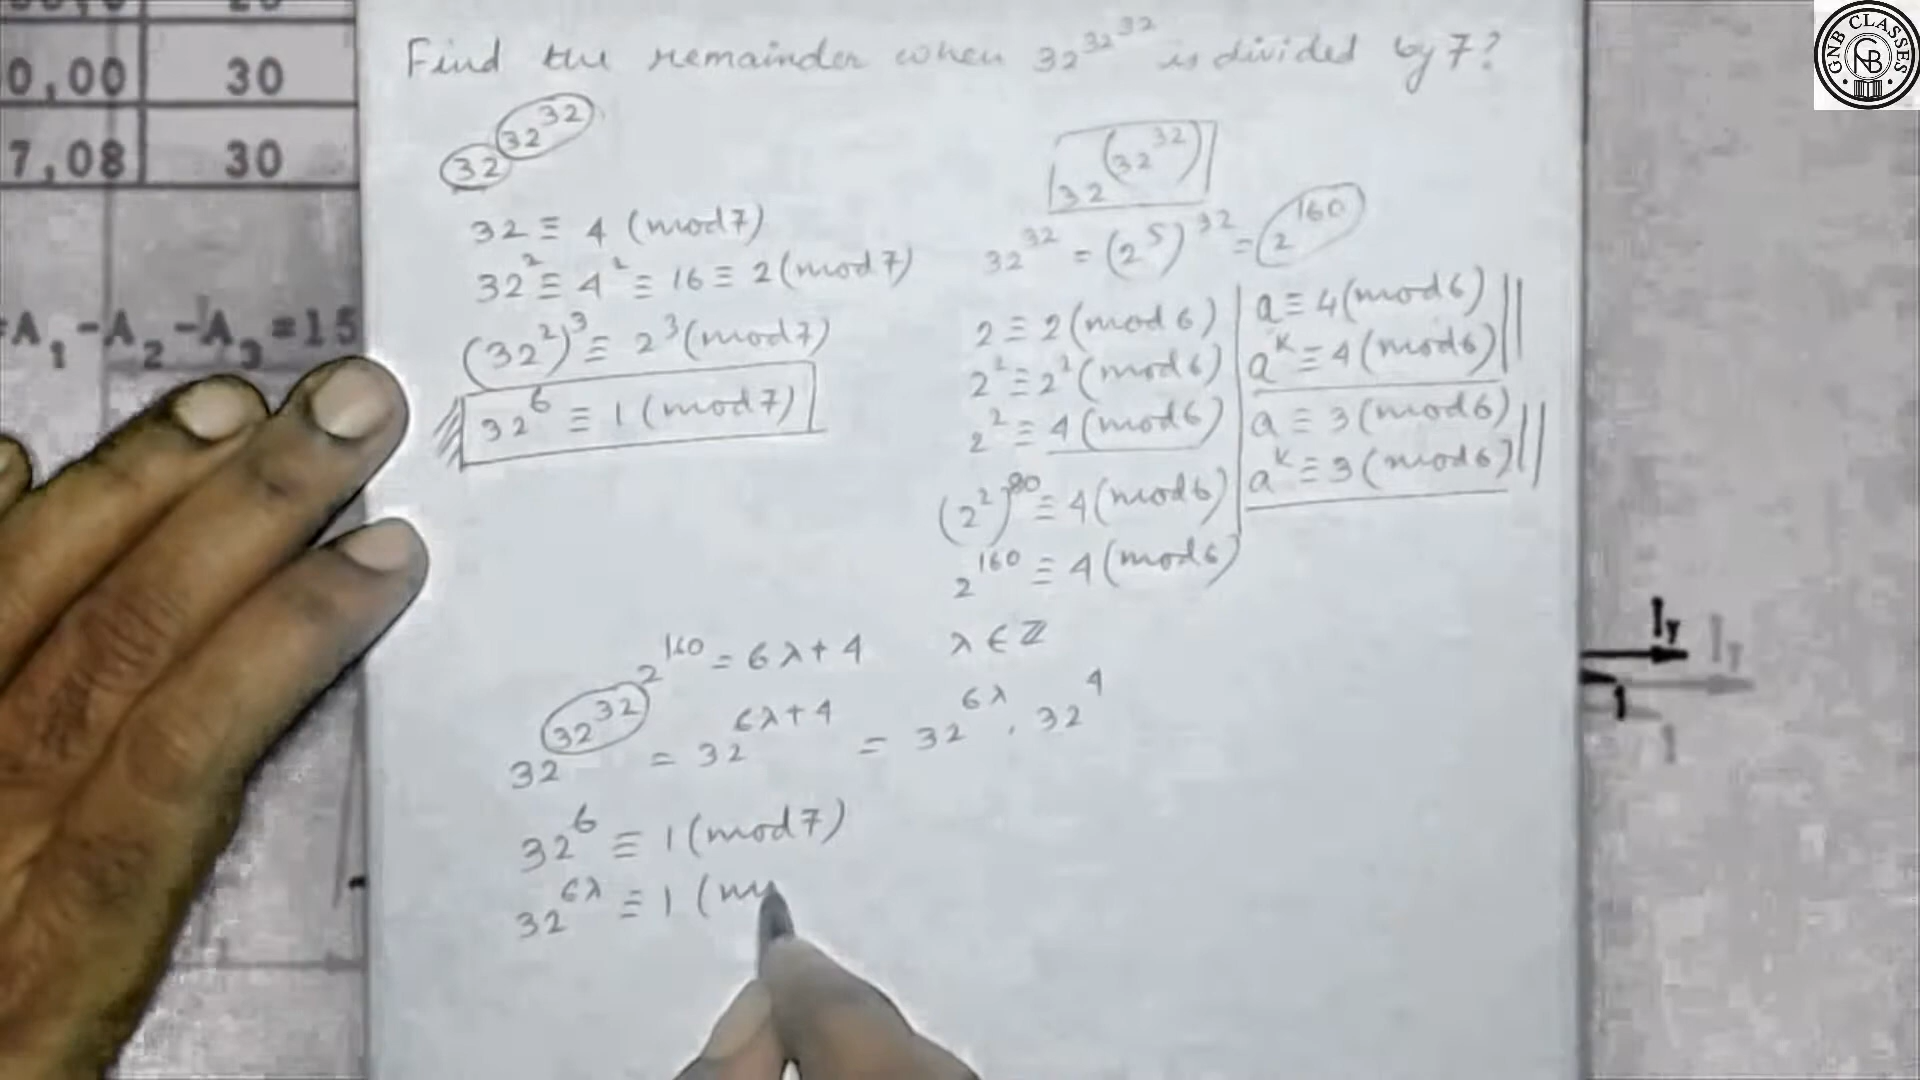 Find the remainder when 32^32^32 is divided by 7?
32^32^32
32 ≡ 4 (mod 7)
32^2 ≡ 4^2 ≡ 16 ≡ 2 (mod 7)
(32^2)^3 ≡ 2^3 (mod 7)
32^6 ≡ 1 (mod 7)
32^(32^32)
32^32 = (2^5)^32 = 2^160
2 ≡ 2 (mod 6)
2^2 ≡ 2^2 (mod 6)
2^2 ≡ 4 (mod 6)
(2^2)^80 ≡ 4 (mod 6)
2^160 ≡ 4 (mod 6)
a ≡ 4 (mod 6)
a^k ≡ 4 (mod 6)
a ≡ 3 (mod 6)
a^k ≡ 3 (mod 6)
2^160 = 6λ + 4 λ ∈ ℤ
32^32^32 = 32^6λ+4 = 32^6λ . 32^4
32^6 ≡ 1 (mod 7)
32^6λ ≡ 1 (m
0,00 30
7,08 30
A1 -A2 -A3 =15
GNB CLASSES
GNB